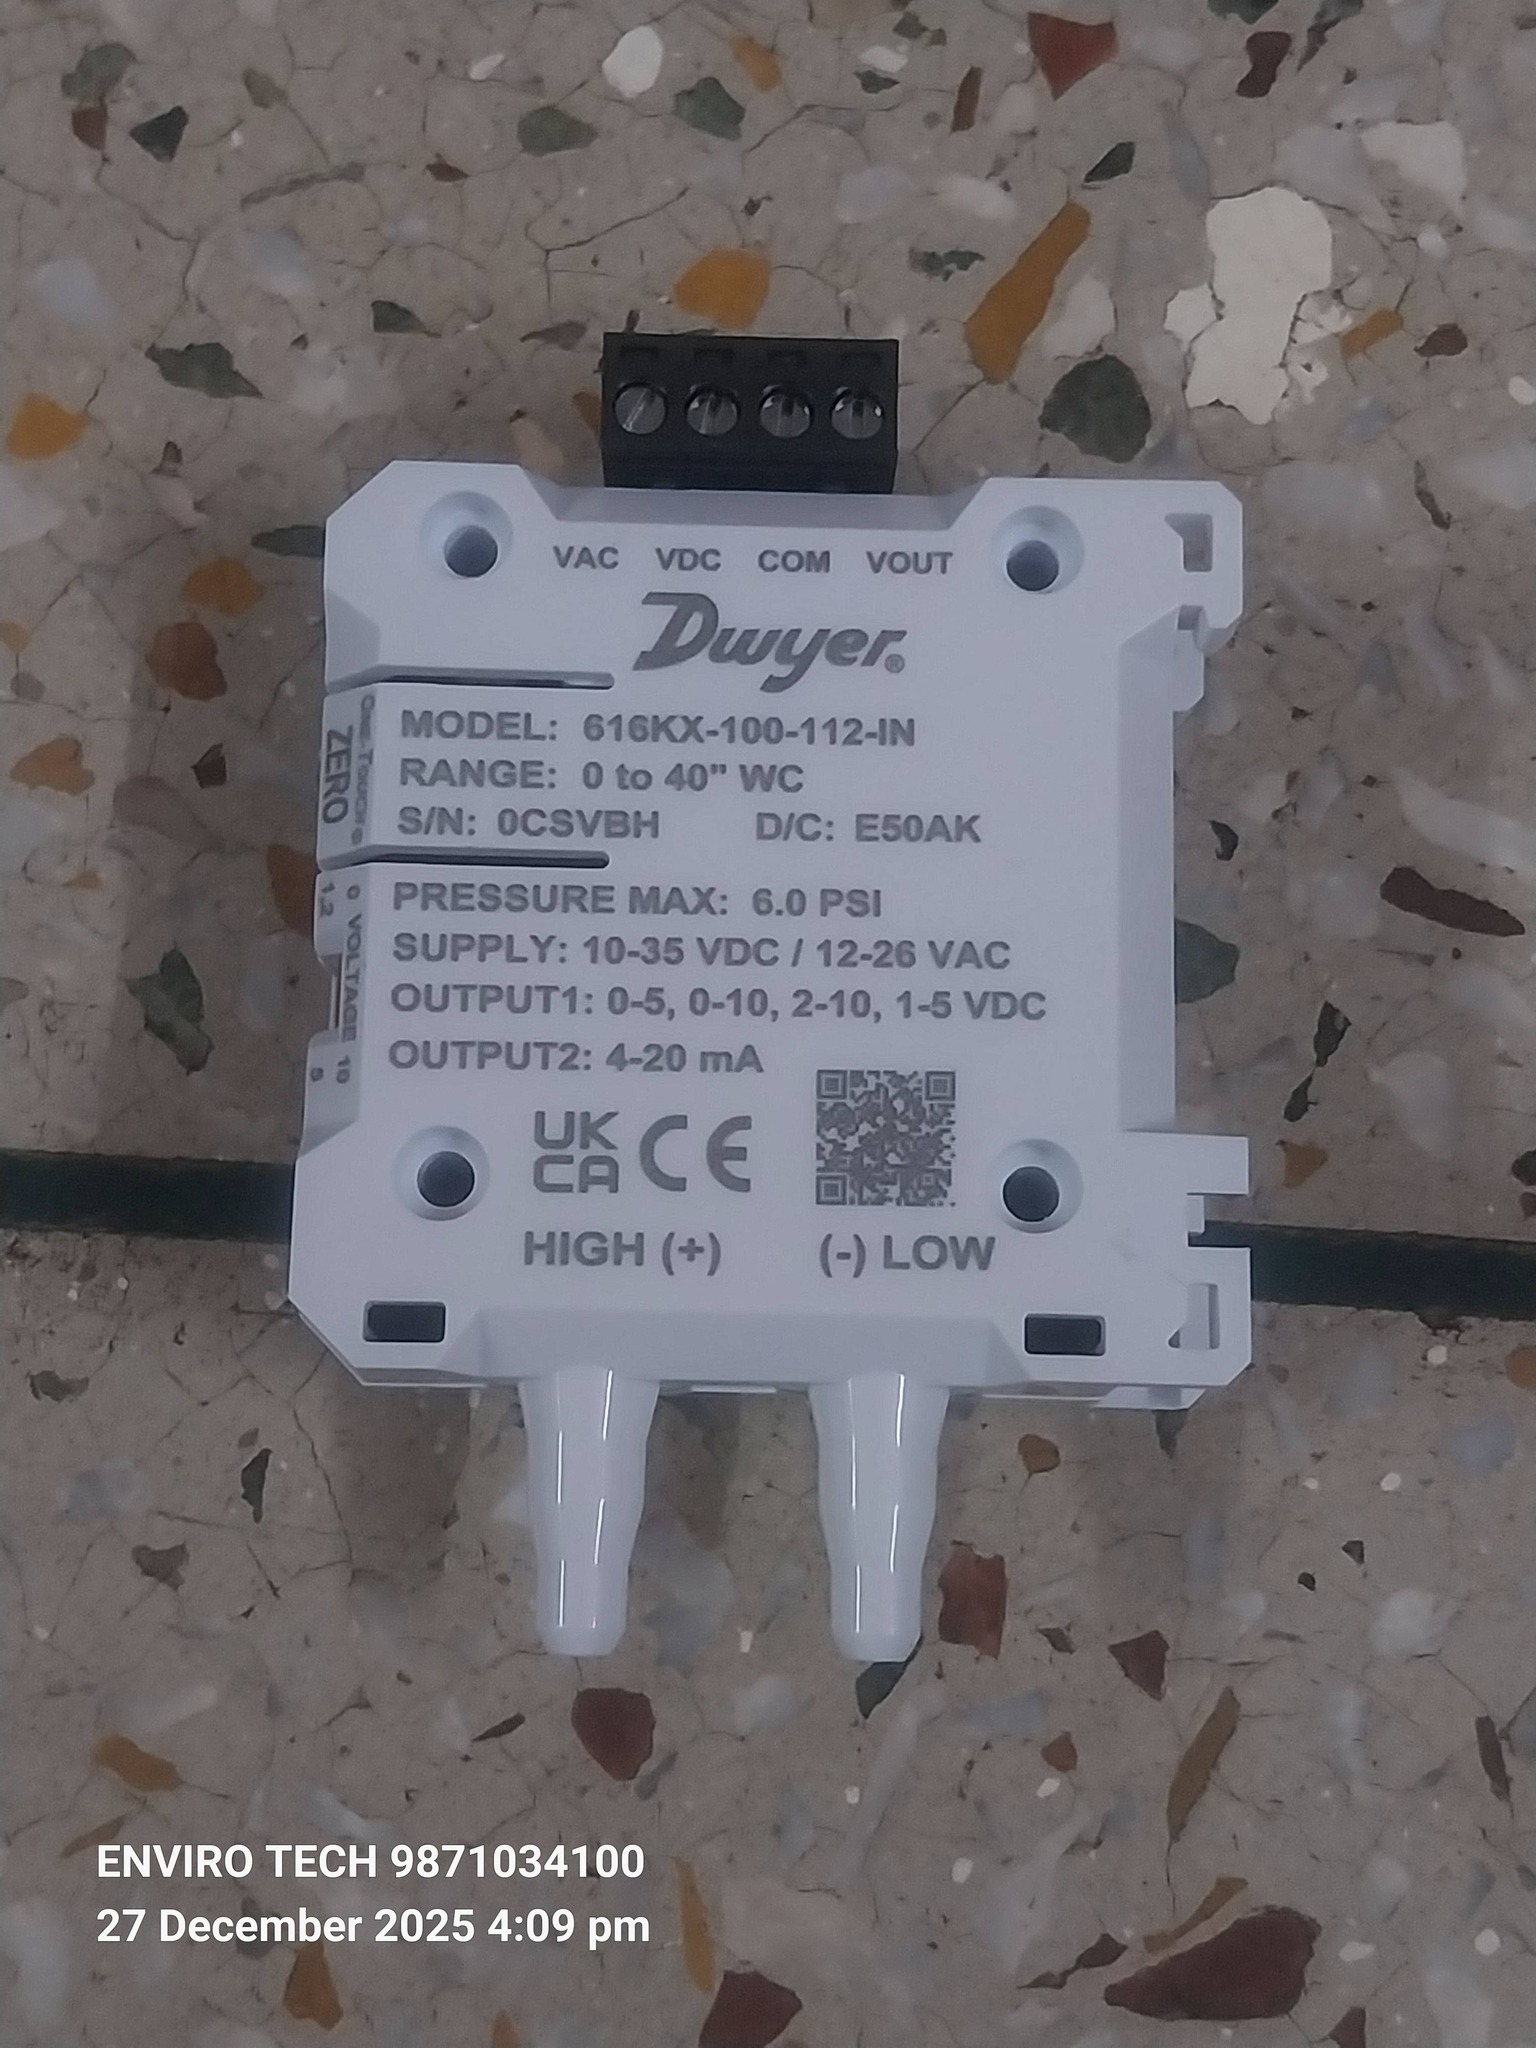 VAC VDC COM VOUT
Dwyer®
MODEL: 616KX-100-112-IN
RANGE: 0 to 40" WC
S/N: 0CSVBH D/C: E50AK
ZERO
PRESSURE MAX: 6.0 PSI
SUPPLY: 10-35 VDC / 12-26 VAC
OUTPUT1: 0-5, 0-10, 2-10, 1-5 VDC
OUTPUT2: 4-20 mA
VOLTAGE
UK
CA CE
HIGH (+) (-) LOW
ENVIRO TECH 9871034100
27 December 2025 4:09 pm